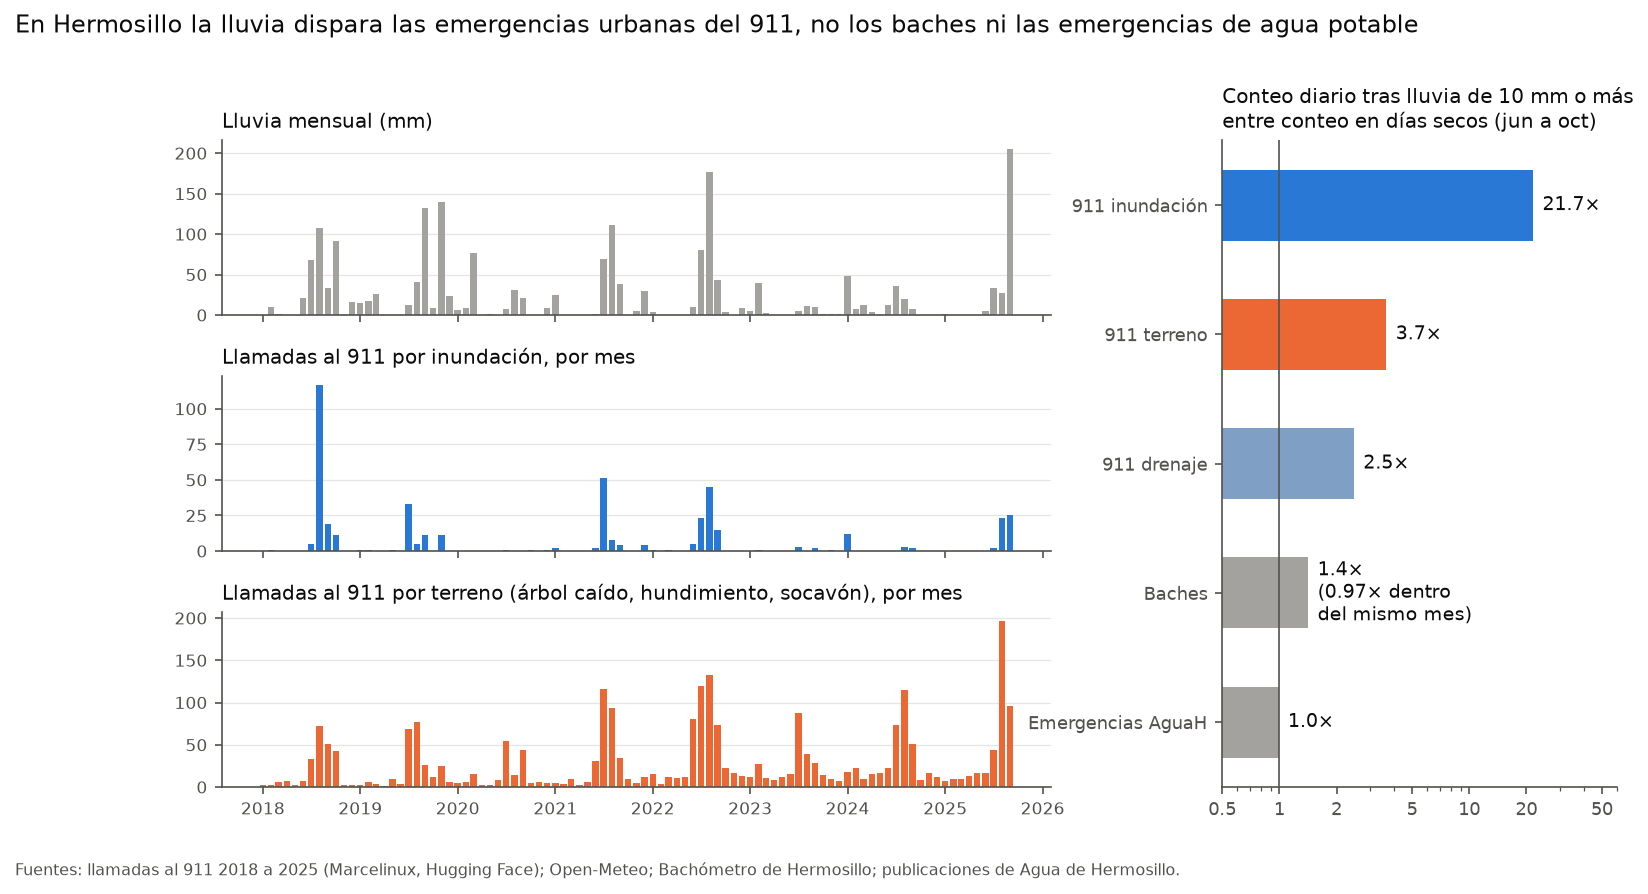 En Hermosillo la lluvia dispara las emergencias urbanas del 911, no los baches ni las emergencias de agua potable
Lluvia mensual (mm)
200
150
100
50
0
Llamadas al 911 por inundación, por mes
100
75
50
25
0
Llamadas al 911 por terreno (árbol caído, hundimiento, socavón), por mes
200
150
100
50
0
2018 2019 2020 2021 2022 2023 2024 2025 2026
Conteo diario tras lluvia de 10 mm o más
entre conteo en días secos (jun a oct)
911 inundación 21.7×
911 terreno 3.7×
911 drenaje 2.5×
Baches 1.4×
(0.97× dentro
del mismo mes)
Emergencias AguaH 1.0×
0.5 1 2 5 10 20 50
Fuentes: llamadas al 911 2018 a 2025 (Marcelinux, Hugging Face); Open-Meteo; Bachómetro de Hermosillo; publicaciones de Agua de Hermosillo.